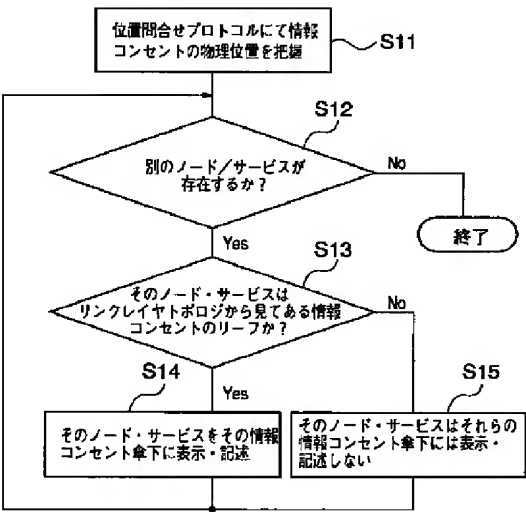 位置問合せプロトコルにて情報
コンセントの物理位置を把握
S11
S12
別のノード／サービスが
存在するか？
No
終了
Yes
S13
そのノード・サービスは
リンクレイヤトポロジから見てある情報
コンセントのリーフか？
No
S14
Yes
S15
そのノード・サービスをその情報
コンセント傘下に表示・記述
そのノード・サービスはそれらの
情報コンセント傘下には表示・
記述しない